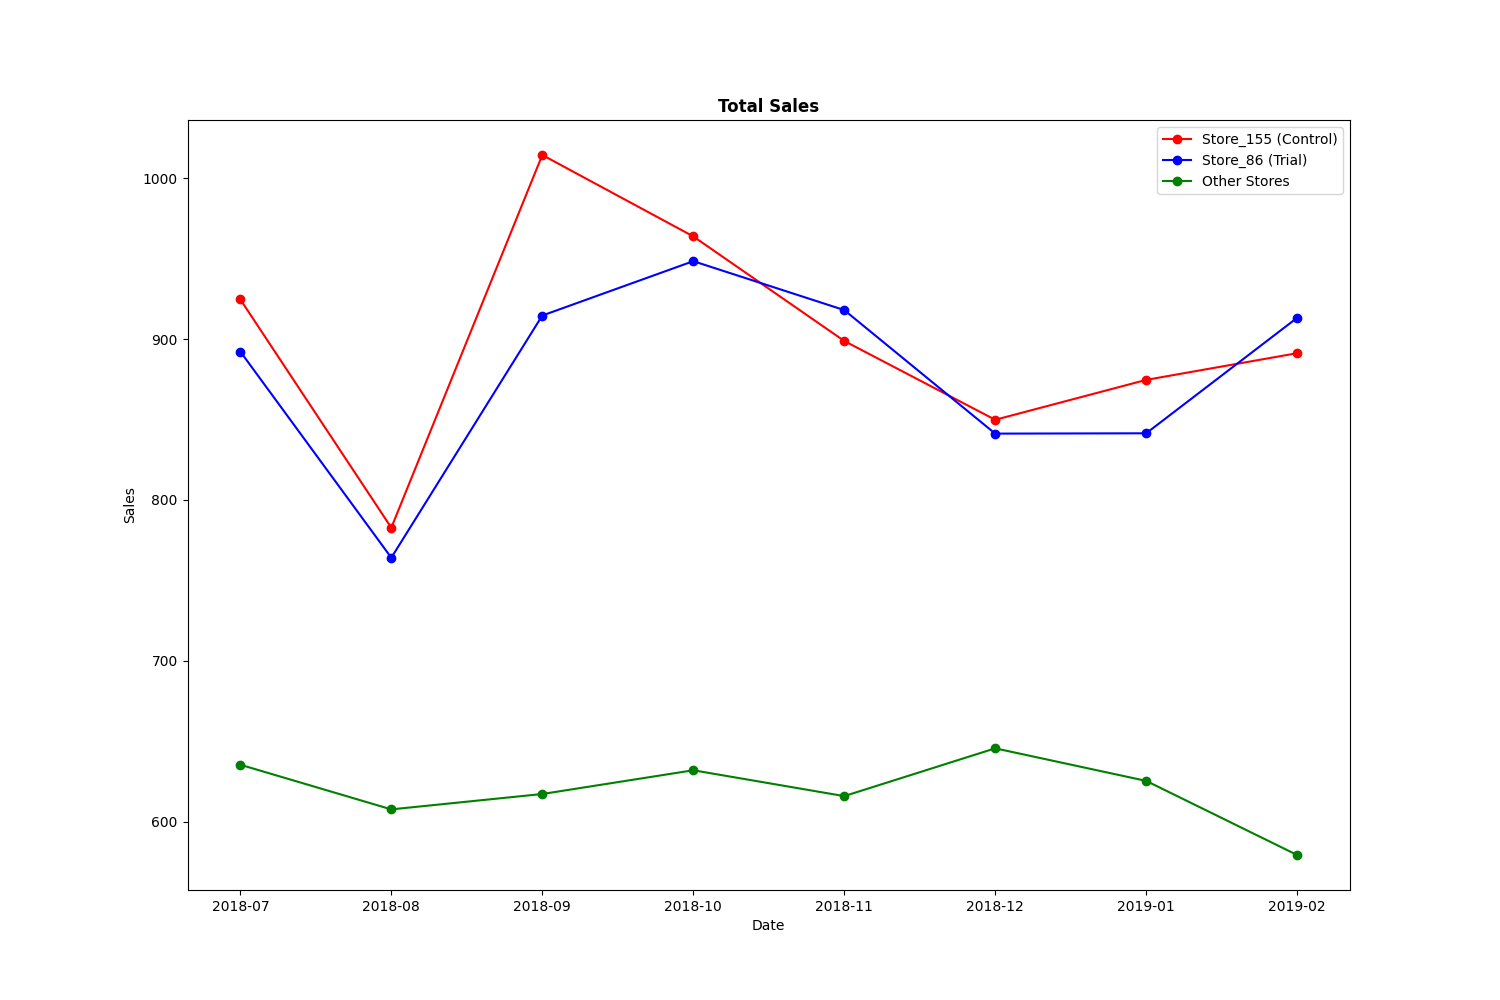 Total Sales
Store_155 (Control)
Store_86 (Trial)
Other Stores
1000
900
800
700
600
Sales
2018-07 2018-08 2018-09 2018-10 2018-11 2018-12 2019-01 2019-02
Date